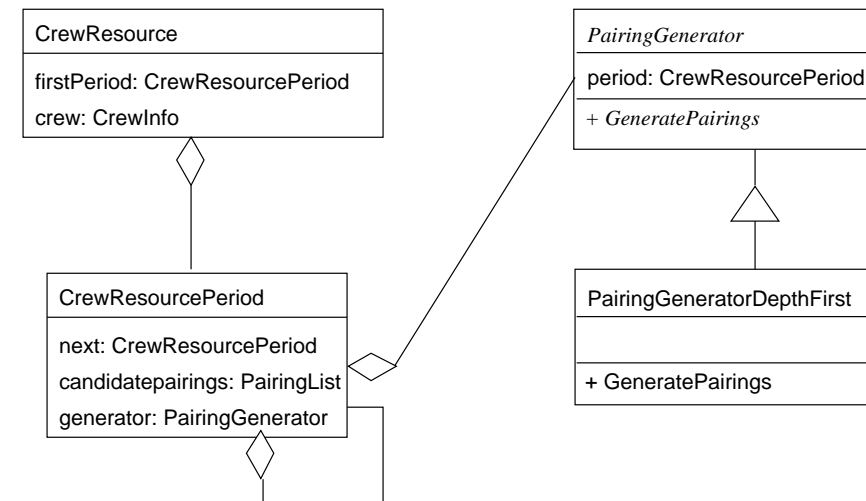 CrewResource
firstPeriod: CrewResourcePeriod
crew: CrewInfo
PairingGenerator
period: CrewResourcePeriod
+ GeneratePairings
CrewResourcePeriod
next: CrewResourcePeriod
candidatepairings: PairingList
generator: PairingGenerator
PairingGeneratorDepthFirst
+ GeneratePairings